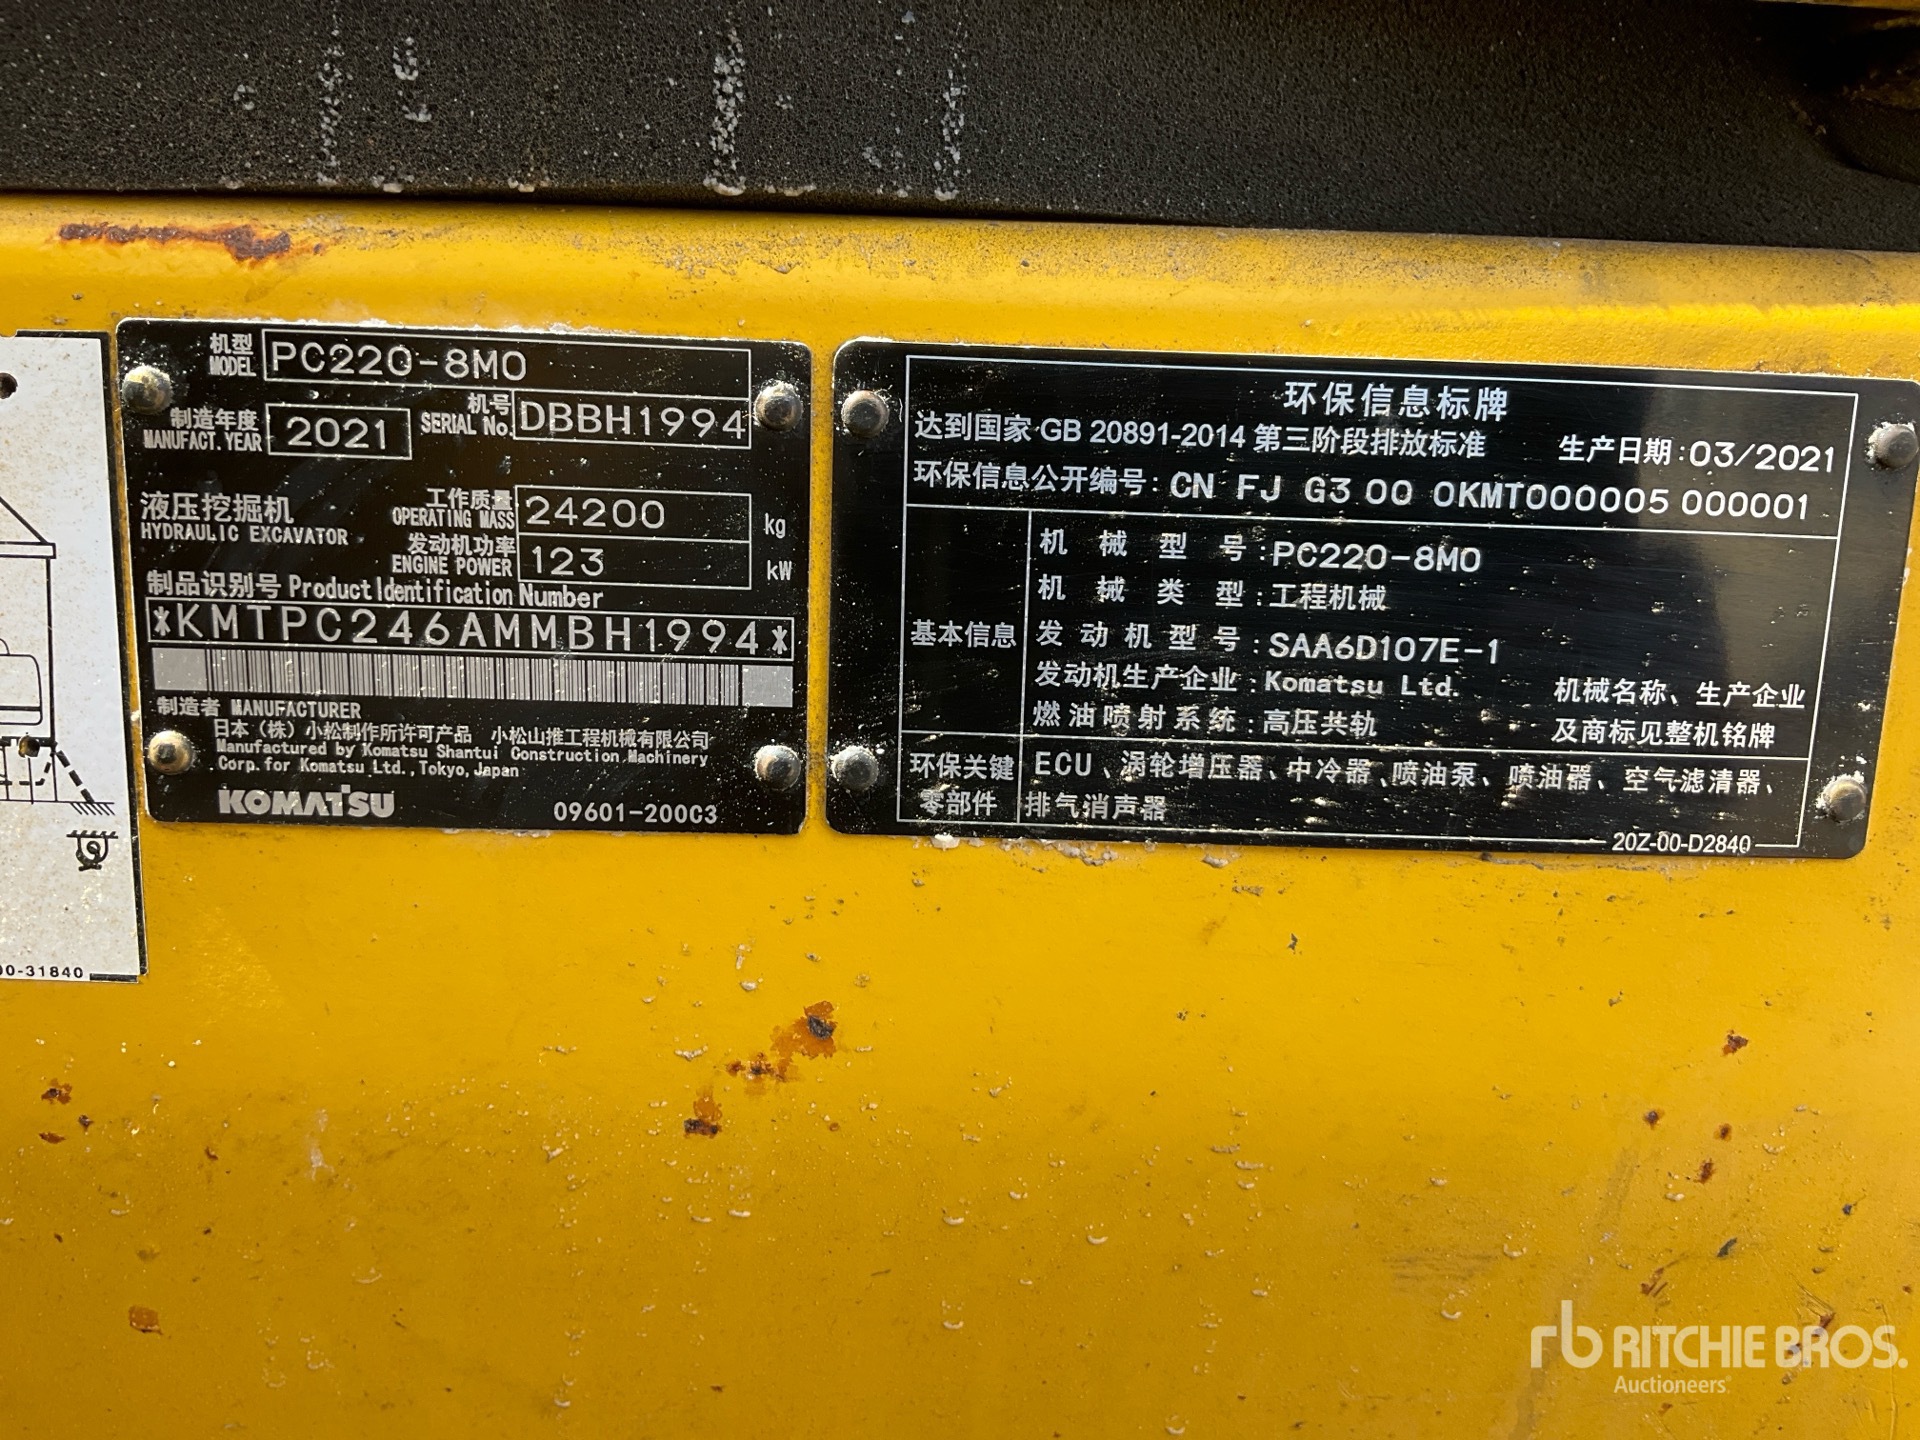 机型
MODEL
PC220-8M0
制造年度
MANUFACT. YEAR
2021
机号
SERIAL No.
DBBH1994
液压挖掘机
HYDRAULIC EXCAVATOR
工作质量
OPERATING MASS
24200 kg
发动机功率
ENGINE POWER
123 kW
制品识别号 Product Identification Number
*KMTPC246AMMBH1994*
制造者 MANUFACTURER
日本（株）小松制作所许可产品 小松山推工程机械有限公司
Manufactured by Komatsu Shantui Construction Machinery
Corp. for Komatsu Ltd., Tokyo, Japan
KOMATSU
09601-200C3
环保信息标牌
达到国家 GB 20891-2014 第三阶段排放标准 生产日期:03/2021
环保信息公开编号: CN FJ G3 00 0KMT000005 000001
基本信息
机械型号:PC220-8M0
机械类型:工程机械
发动机型号:SAA6D107E-1
发动机生产企业:Komatsu Ltd.
燃油喷射系统:高压共轨
机械名称、生产企业
及商标见整机铭牌
环保关键
零部件
ECU、涡轮增压器、中冷器、喷油泵、喷油器、空气滤清器、
排气消声器
20Z-00-D2840
00-31840
rb RITCHIE BROS.
Auctioneers